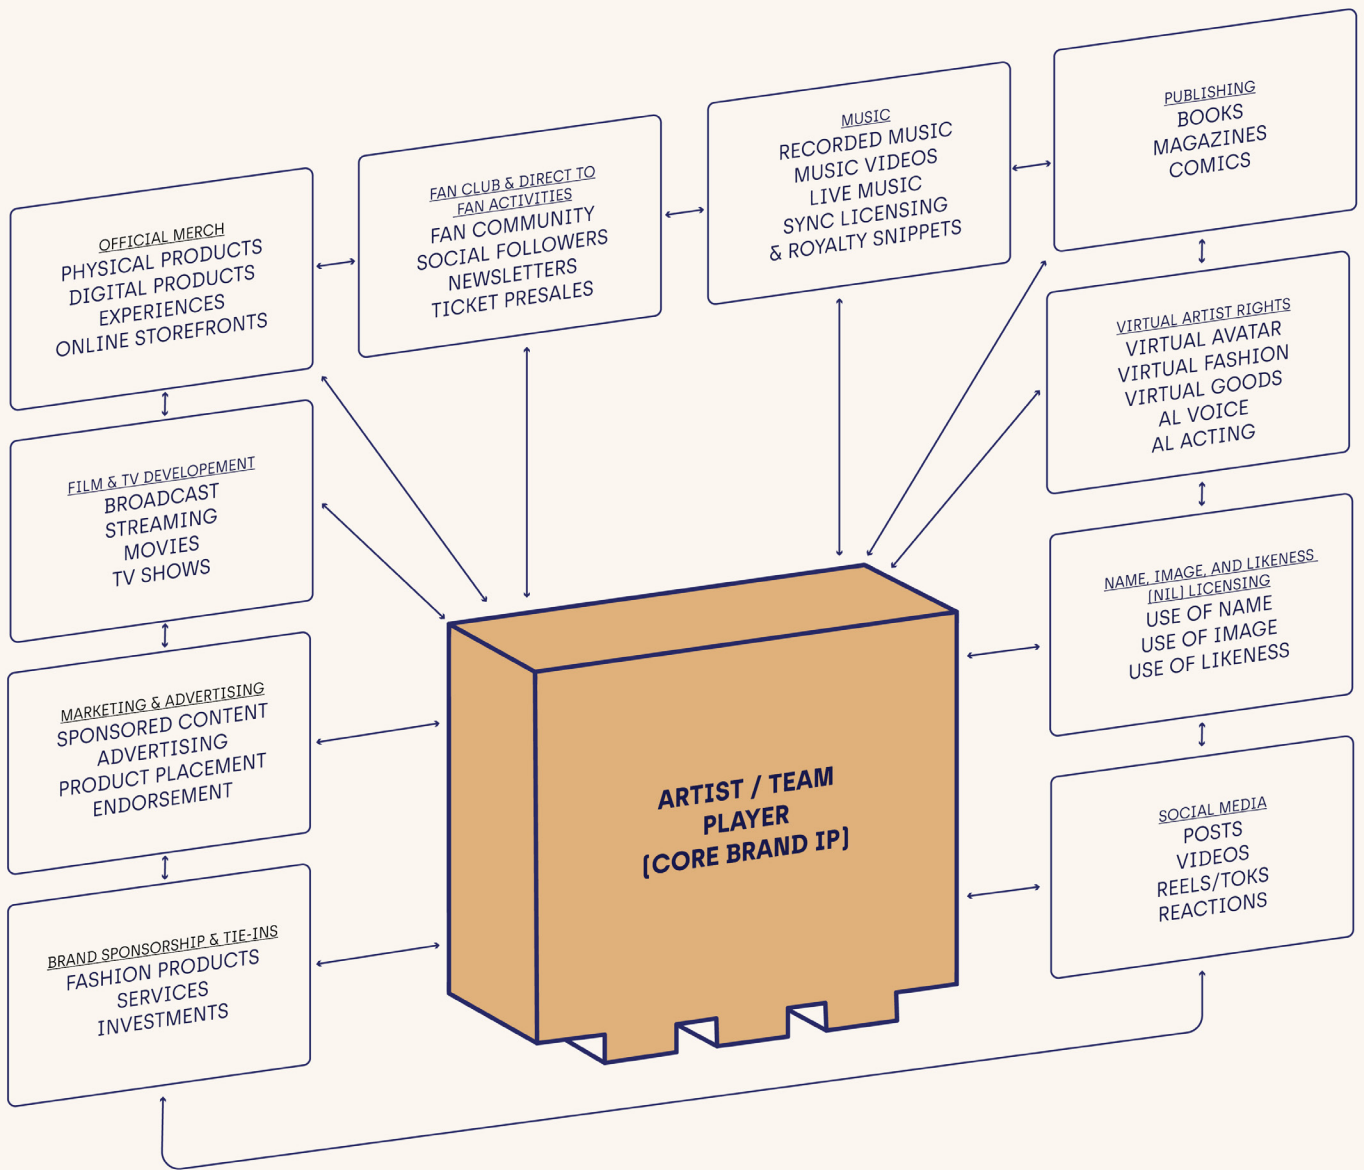 OFFICIAL MERCH
PHYSICAL PRODUCTS
DIGITAL PRODUCTS
EXPERIENCES
ONLINE STOREFRONTS
FAN CLUB & DIRECT TO
FAN ACTIVITIES
FAN COMMUNITY
SOCIAL FOLLOWERS
NEWSLETTERS
TICKET PRESALES
MUSIC
RECORDED MUSIC
MUSIC VIDEOS
LIVE MUSIC
SYNC LICENSING
& ROYALTY SNIPPETS
PUBLISHING
BOOKS
MAGAZINES
COMICS
VIRTUAL ARTIST RIGHTS
VIRTUAL AVATAR
VIRTUAL FASHION
VIRTUAL GOODS
AL VOICE
AL ACTING
FILM & TV DEVELOPEMENT
BROADCAST
STREAMING
MOVIES
TV SHOWS
NAME, IMAGE, AND LIKENESS
[NIL] LICENSING
USE OF NAME
USE OF IMAGE
USE OF LIKENESS
MARKETING & ADVERTISING
SPONSORED CONTENT
ADVERTISING
PRODUCT PLACEMENT
ENDORSEMENT
ARTIST / TEAM
PLAYER
[CORE BRAND IP]
SOCIAL MEDIA
POSTS
VIDEOS
REELS/TOKS
REACTIONS
BRAND SPONSORSHIP & TIE-INS
FASHION PRODUCTS
SERVICES
INVESTMENTS